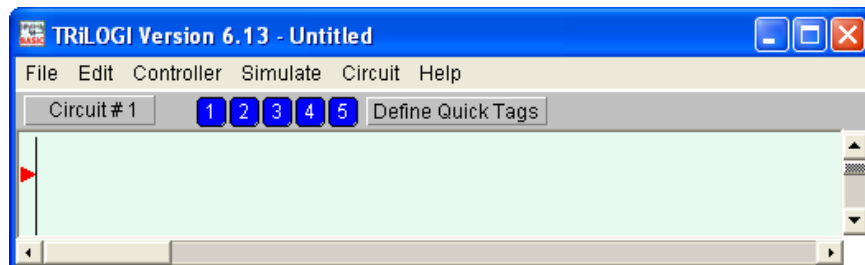 TRiLOGI Version 6.13 - Untitled
File Edit Controller Simulate Circuit Help
Circuit # 1 1 2 3 4 5 Define Quick Tags